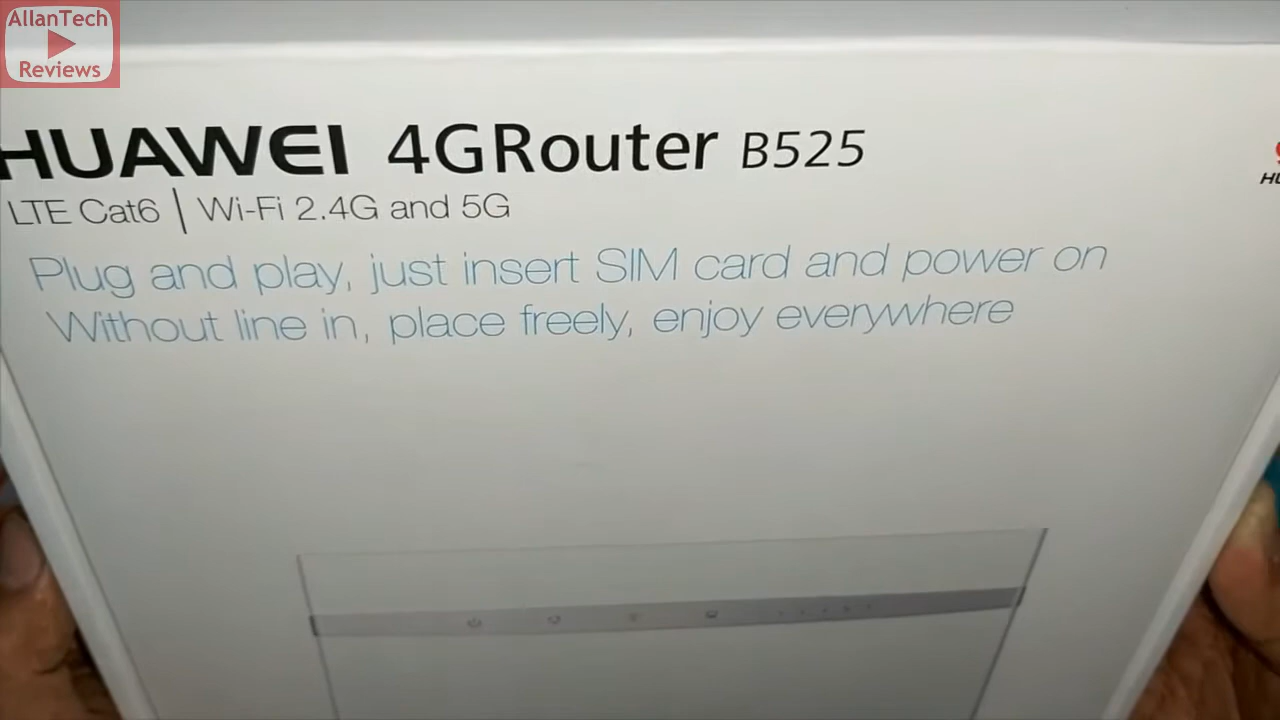 AllanTech
Reviews
HUAWEI 4GRouter B525
LTE Cat6 | Wi-Fi 2.4G and 5G
Plug and play, just insert SIM card and power on
Without line in, place freely, enjoy everywhere